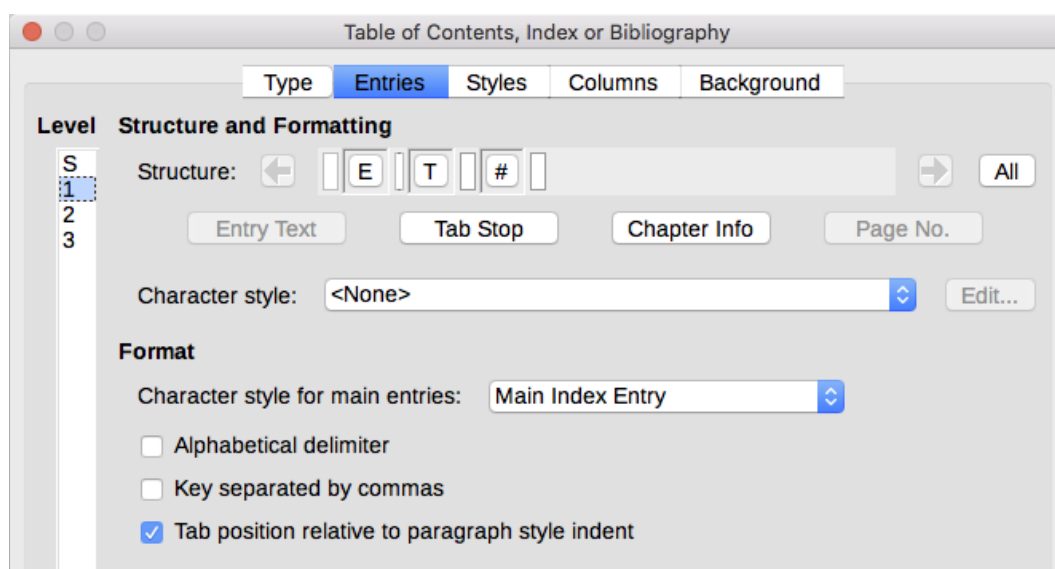 Table of Contents, Index or Bibliography
Type Entries Styles Columns Background
Level Structure and Formatting
S
1
2
3
Structure: E T # All
Entry Text Tab Stop Chapter Info Page No.
Character style: <None> Edit...
Format
Character style for main entries: Main Index Entry
Alphabetical delimiter
Key separated by commas
Tab position relative to paragraph style indent